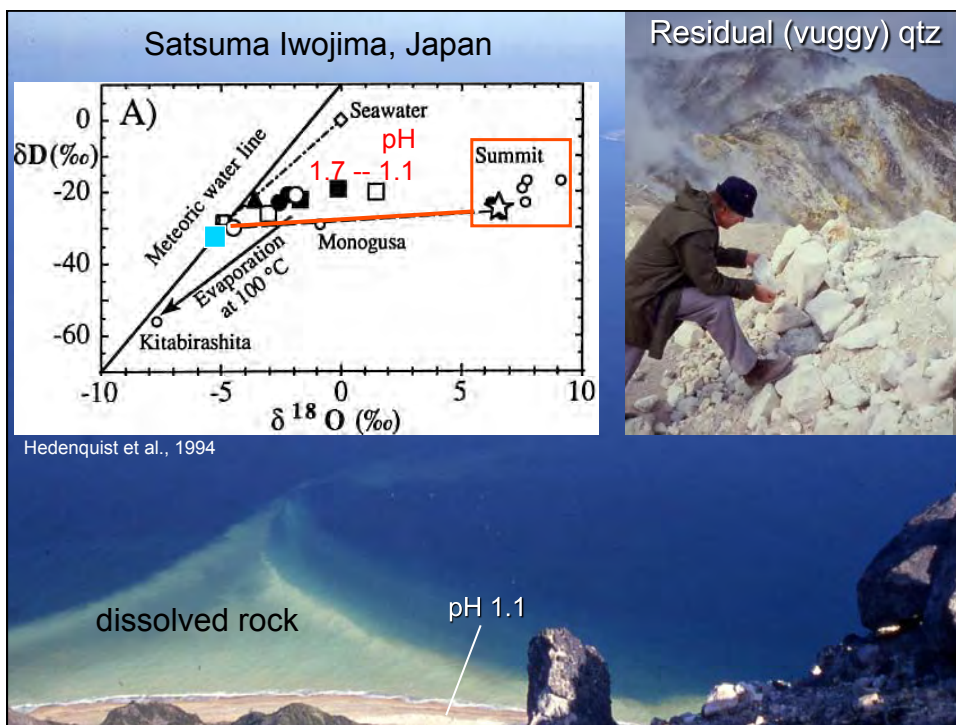 Satsuma Iwojima, Japan
Residual (vuggy) qtz
A)
δD(‰)
0
-20
-40
-60
-10
-5
0
5
10
δ 18 O (‰)
Meteoric water line
Seawater
pH
1.7 -- 1.1
Summit
Monogusa
Evaporation
at 100 °C
Kitabirashita
Hedenquist et al., 1994
dissolved rock
pH 1.1